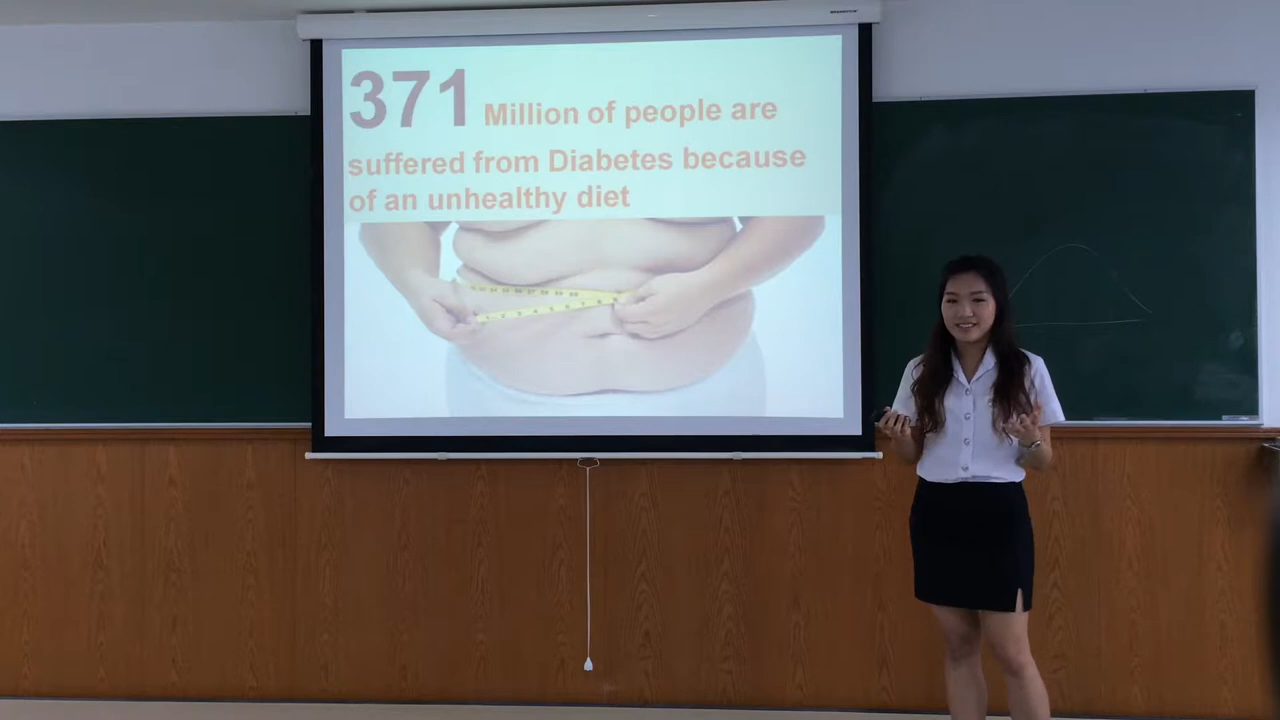 371 Million of people are
suffered from Diabetes because
of an unhealthy diet